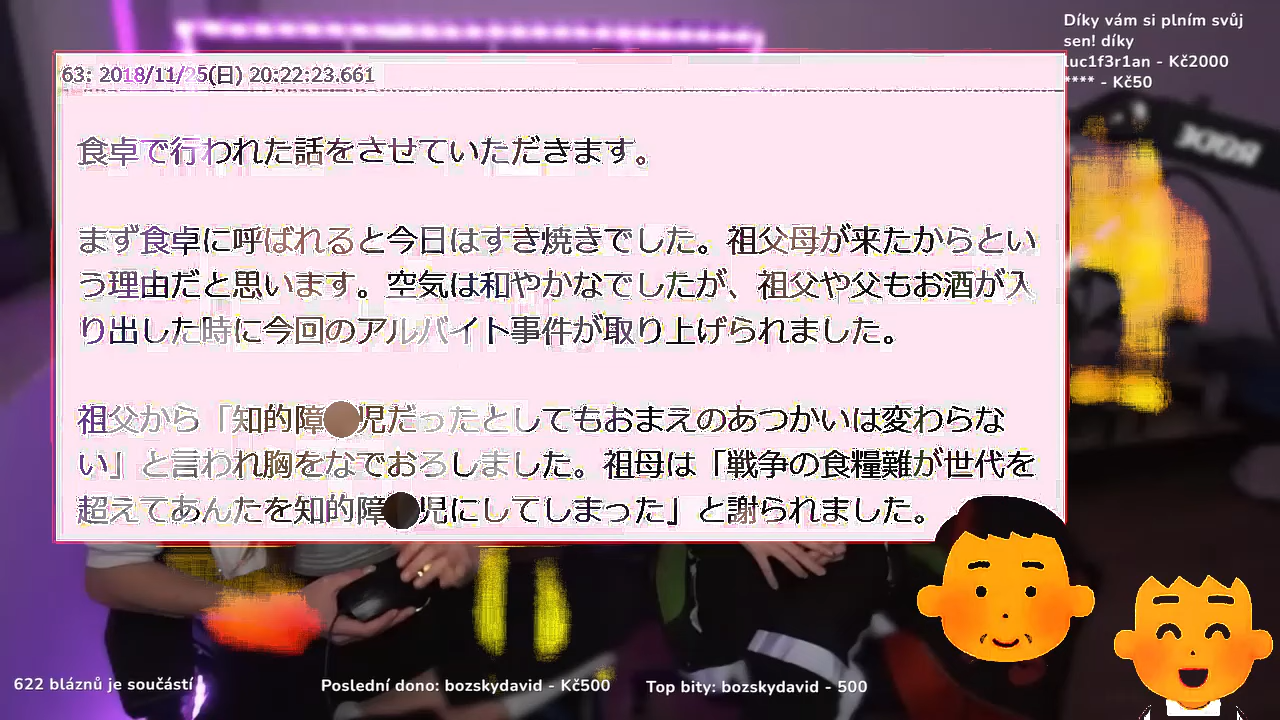 Díky vám si plním svůj
sen! díky
luc1f3r1an - Kč2000
**** - Kč50
63: 2018/11/25(日) 20:22:23.661
食卓で行われた話をさせていただきます。
まず食卓に呼ばれると今日はすき焼きでした。祖父母が来たからとい
う理由だと思います。空気は和やかなでしたが、祖父や父もお酒が入
り出した時に今回のアルバイト事件が取り上げられました。
祖父から「知的障●児だったとしてもおまえのあつかいは変わらな
い」と言われ胸をなでおろしました。祖母は「戦争の食糧難が世代を
超えてあんたを知的障●児にしてしまった」と謝られました。
622 bláznů je součástí
Poslední dono: bozskydavid - Kč500
Top bity: bozskydavid - 500